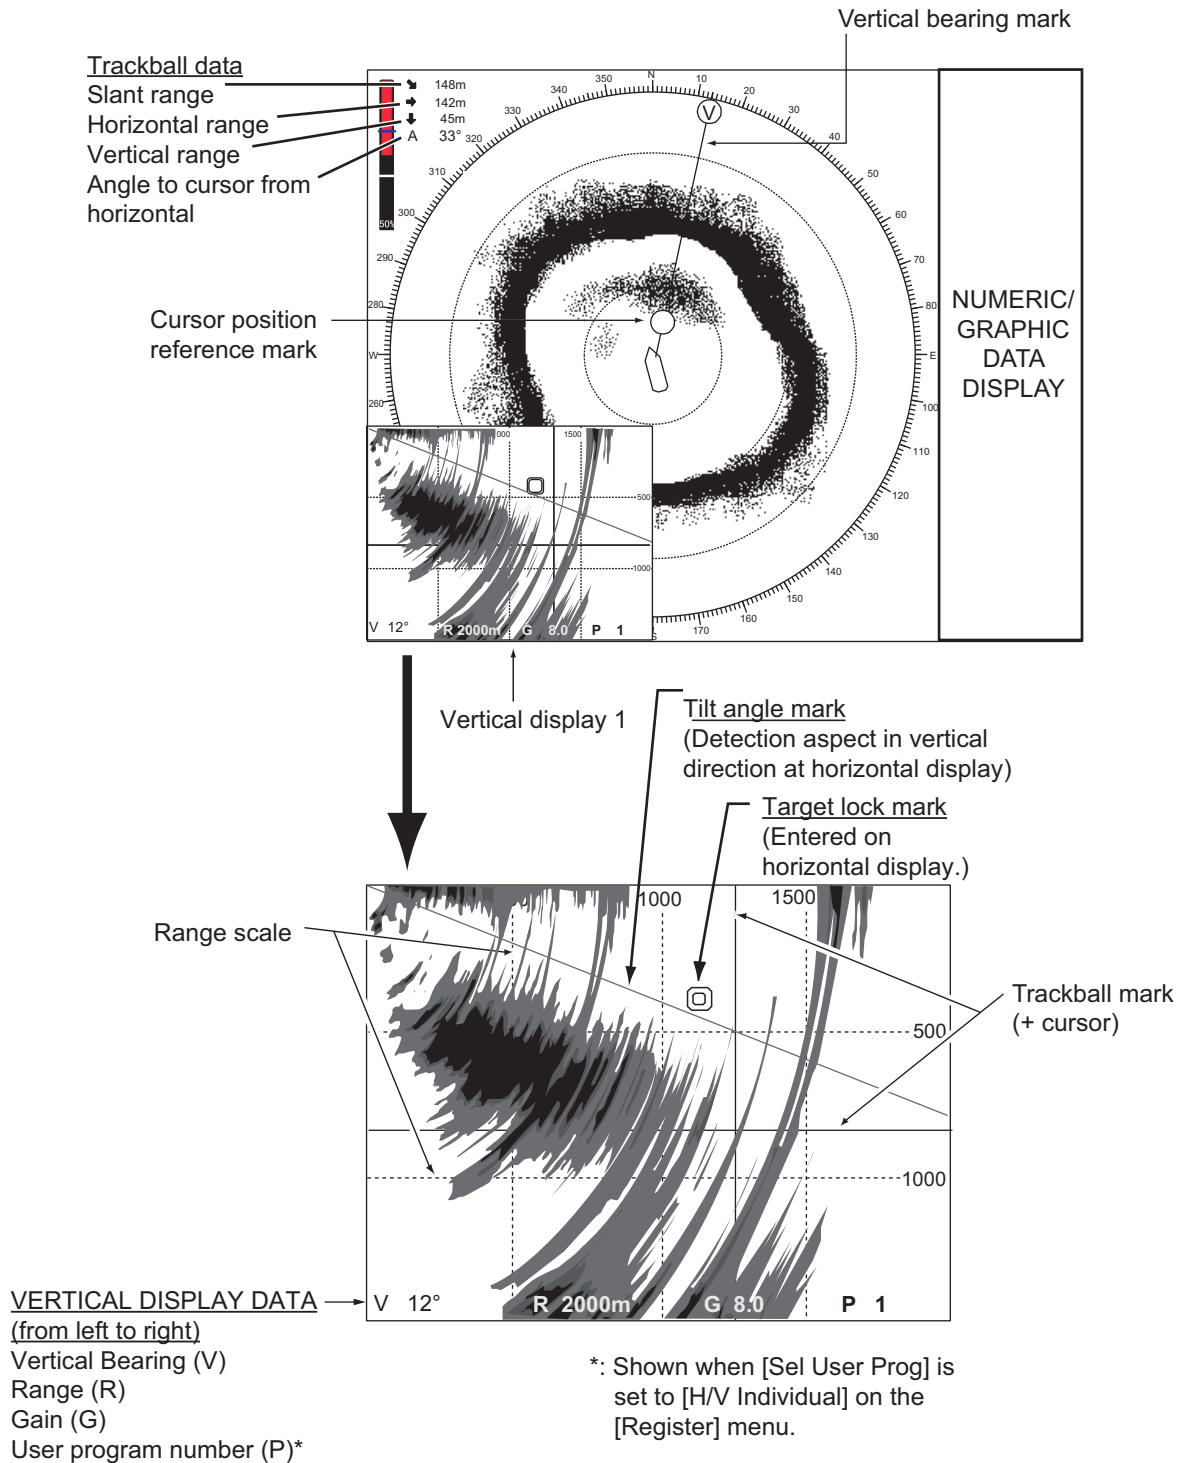 Vertical bearing mark
Trackball data
Slant range
Horizontal range
Vertical range
Angle to cursor from
horizontal
148m
142m
45m
A 33°
50%
N
10
20
30
40
50
60
70
80
E
100
110
120
130
140
150
160
170
S
260
W
280
290
300
310
320
330
340
350
NUMERIC/
GRAPHIC
DATA
DISPLAY
Cursor position
reference mark
V
1500
500
1000
V 12° R 2000m G 8.0 P 1
Vertical display 1
Tilt angle mark
(Detection aspect in vertical
direction at horizontal display)
Target lock mark
(Entered on
horizontal display.)
1000
1500
Range scale
Trackball mark
(+ cursor)
500
1000
V 12° R 2000m G 8.0 P 1
VERTICAL DISPLAY DATA
(from left to right)
Vertical Bearing (V)
Range (R)
Gain (G)
User program number (P)*
*: Shown when [Sel User Prog] is
set to [H/V Individual] on the
[Register] menu.